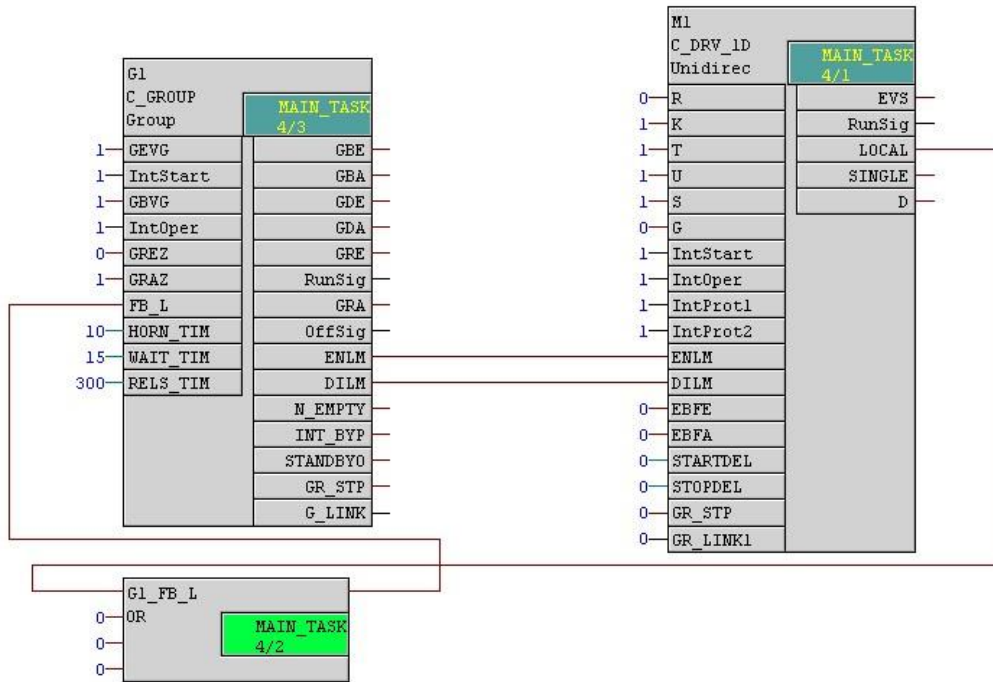 G1
C_GROUP
Group
MAIN_TASK
4/3
1 GEVG GBE
1 IntStart GBA
1 GBVG GDE
1 IntOper GDA
0 GREZ GRE
1 GRAZ RunSig
FB_L GRA
10 HORN_TIM OffSig
15 WAIT_TIM ENLM
300 RELS_TIM DILM
N_EMPTY
INT_BYP
STANDBY0
GR_STP
G_LINK
M1
C_DRV_1D
Unidirec
MAIN_TASK
4/1
0 R EVS
1 K RunSig
1 T LOCAL
1 U SINGLE
1 S D
0 G
1 IntStart
1 IntOper
1 IntProt1
1 IntProt2
ENLM
DILM
0 EBFE
0 EBFA
0 STARTDEL
0 STOPDEL
0 GR_STP
0 GR_LINK1
G1_FB_L
0 OR
MAIN_TASK
0
4/2
0